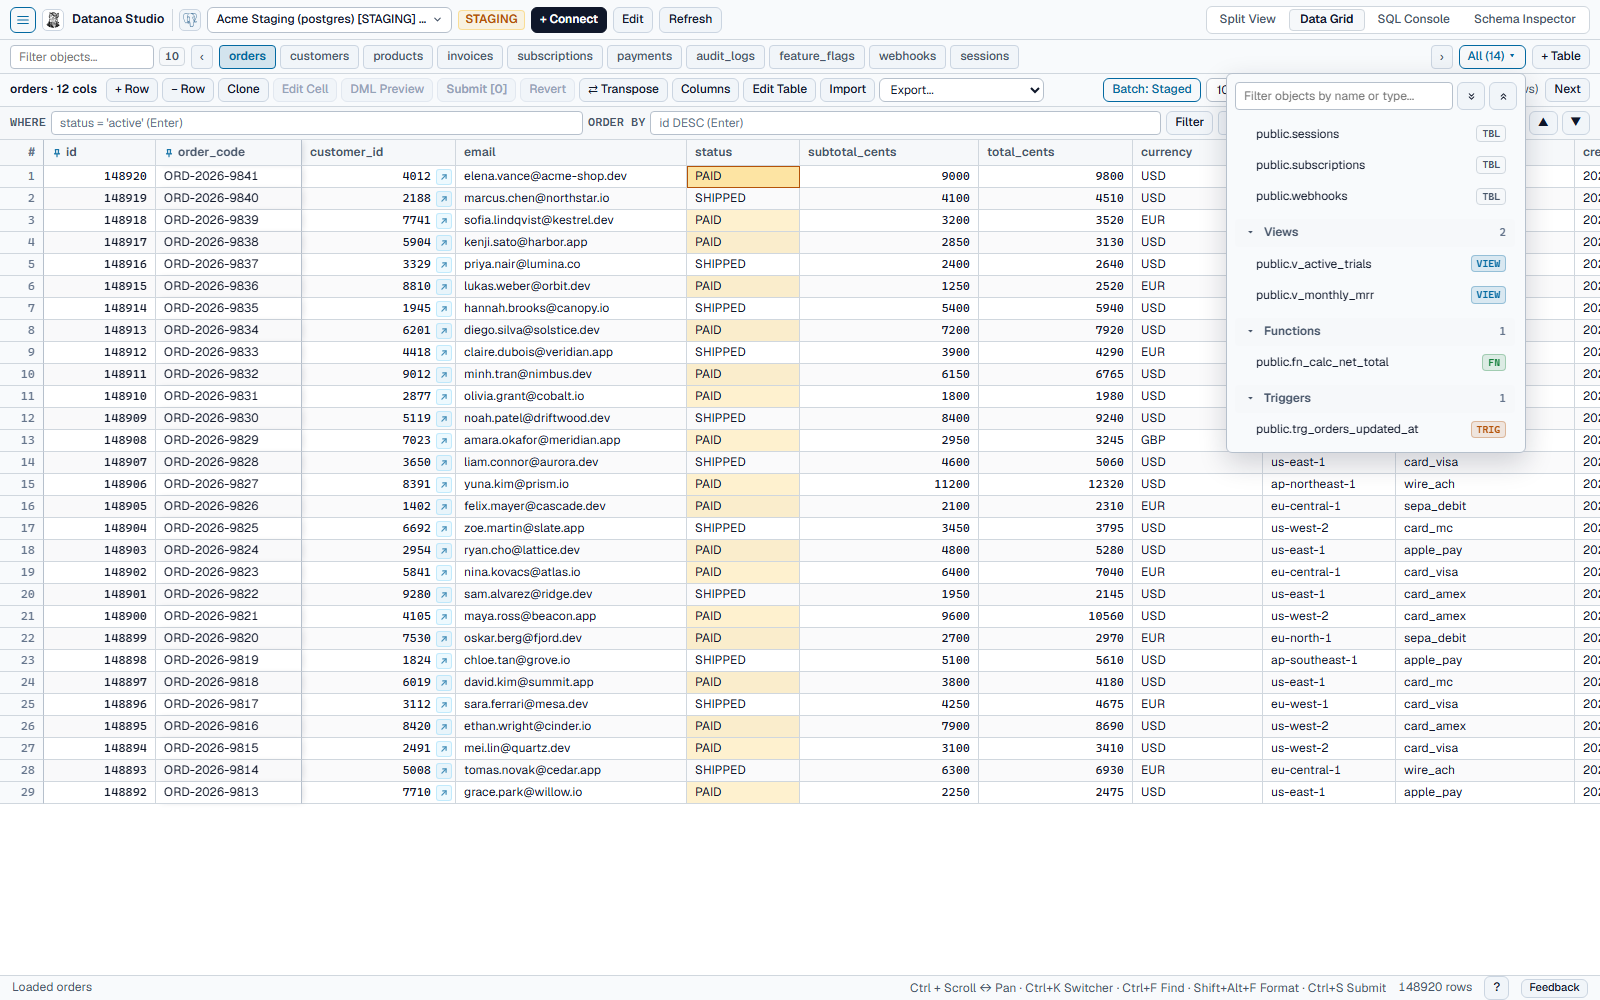 Datanoa Studio
Acme Staging (postgres) [STAGING] ...
STAGING
+ Connect
Edit
Refresh
Split View
Data Grid
SQL Console
Schema Inspector
Filter objects...
10
orders
customers
products
invoices
subscriptions
payments
audit_logs
feature_flags
webhooks
sessions
All (14)
+ Table
orders · 12 cols
+ Row
− Row
Clone
Edit Cell
DML Preview
Submit [0]
Revert
⇄ Transpose
Columns
Edit Table
Import
Export...
Batch: Staged
10
Next
WHERE
status = 'active' (Enter)
ORDER BY
id DESC (Enter)
Filter
▲
▼
Filter objects by name or type...
public.sessions TBL
public.subscriptions TBL
public.webhooks TBL
Views 2
public.v_active_trials VIEW
public.v_monthly_mrr VIEW
Functions 1
public.fn_calc_net_total FN
Triggers 1
public.trg_orders_updated_at TRIG
# id order_code customer_id email status subtotal_cents total_cents currency cre
1 148920 ORD-2026-9841 4012 elena.vance@acme-shop.dev PAID 9000 9800 USD 202
2 148919 ORD-2026-9840 2188 marcus.chen@northstar.io SHIPPED 4100 4510 USD 202
3 148918 ORD-2026-9839 7741 sofia.lindqvist@kestrel.dev PAID 3200 3520 EUR 202
4 148917 ORD-2026-9838 5904 kenji.sato@harbor.app PAID 2850 3130 USD 202
5 148916 ORD-2026-9837 3329 priya.nair@lumina.co SHIPPED 2400 2640 USD 202
6 148915 ORD-2026-9836 8810 lukas.weber@orbit.dev PAID 1250 2520 EUR 202
7 148914 ORD-2026-9835 1945 hannah.brooks@canopy.io SHIPPED 5400 5940 USD 202
8 148913 ORD-2026-9834 6201 diego.silva@solstice.dev PAID 7200 7920 USD 202
9 148912 ORD-2026-9833 4418 claire.dubois@veridian.app SHIPPED 3900 4290 EUR 202
10 148911 ORD-2026-9832 9012 minh.tran@nimbus.dev PAID 6150 6765 USD 202
11 148910 ORD-2026-9831 2877 olivia.grant@cobalt.io PAID 1800 1980 USD 202
12 148909 ORD-2026-9830 5119 noah.patel@driftwood.dev SHIPPED 8400 9240 USD 202
13 148908 ORD-2026-9829 7023 amara.okafor@meridian.app PAID 2950 3245 GBP 202
14 148907 ORD-2026-9828 3650 liam.connor@aurora.dev SHIPPED 4600 5060 USD us-east-1 card_visa 202
15 148906 ORD-2026-9827 8391 yuna.kim@prism.io PAID 11200 12320 USD ap-northeast-1 wire_ach 202
16 148905 ORD-2026-9826 1402 felix.mayer@cascade.dev PAID 2100 2310 EUR eu-central-1 sepa_debit 202
17 148904 ORD-2026-9825 6692 zoe.martin@slate.app SHIPPED 3450 3795 USD us-west-2 card_mc 202
18 148903 ORD-2026-9824 2954 ryan.cho@lattice.dev PAID 4800 5280 USD us-east-1 apple_pay 202
19 148902 ORD-2026-9823 5841 nina.kovacs@atlas.io PAID 6400 7040 EUR eu-central-1 card_visa 202
20 148901 ORD-2026-9822 9280 sam.alvarez@ridge.dev SHIPPED 1950 2145 USD us-east-1 card_amex 202
21 148900 ORD-2026-9821 4105 maya.ross@beacon.app PAID 9600 10560 USD us-west-2 card_amex 202
22 148899 ORD-2026-9820 7530 oskar.berg@fjord.dev PAID 2700 2970 EUR eu-north-1 sepa_debit 202
23 148898 ORD-2026-9819 1824 chloe.tan@grove.io SHIPPED 5100 5610 USD ap-southeast-1 apple_pay 202
24 148897 ORD-2026-9818 6019 david.kim@summit.app PAID 3800 4180 USD us-east-1 card_mc 202
25 148896 ORD-2026-9817 3112 sara.ferrari@mesa.dev SHIPPED 4250 4675 EUR eu-west-1 card_visa 202
26 148895 ORD-2026-9816 8420 ethan.wright@cinder.io PAID 7900 8690 USD us-west-2 card_amex 202
27 148894 ORD-2026-9815 2491 mei.lin@quartz.dev PAID 3100 3410 USD us-west-2 card_visa 202
28 148893 ORD-2026-9814 5008 tomas.novak@cedar.app SHIPPED 6300 6930 EUR eu-central-1 wire_ach 202
29 148892 ORD-2026-9813 7710 grace.park@willow.io PAID 2250 2475 USD us-east-1 apple_pay 202
Loaded orders
Ctrl + Scroll ↔ Pan · Ctrl+K Switcher · Ctrl+F Find · Shift+Alt+F Format · Ctrl+S Submit
148920 rows
?
Feedback